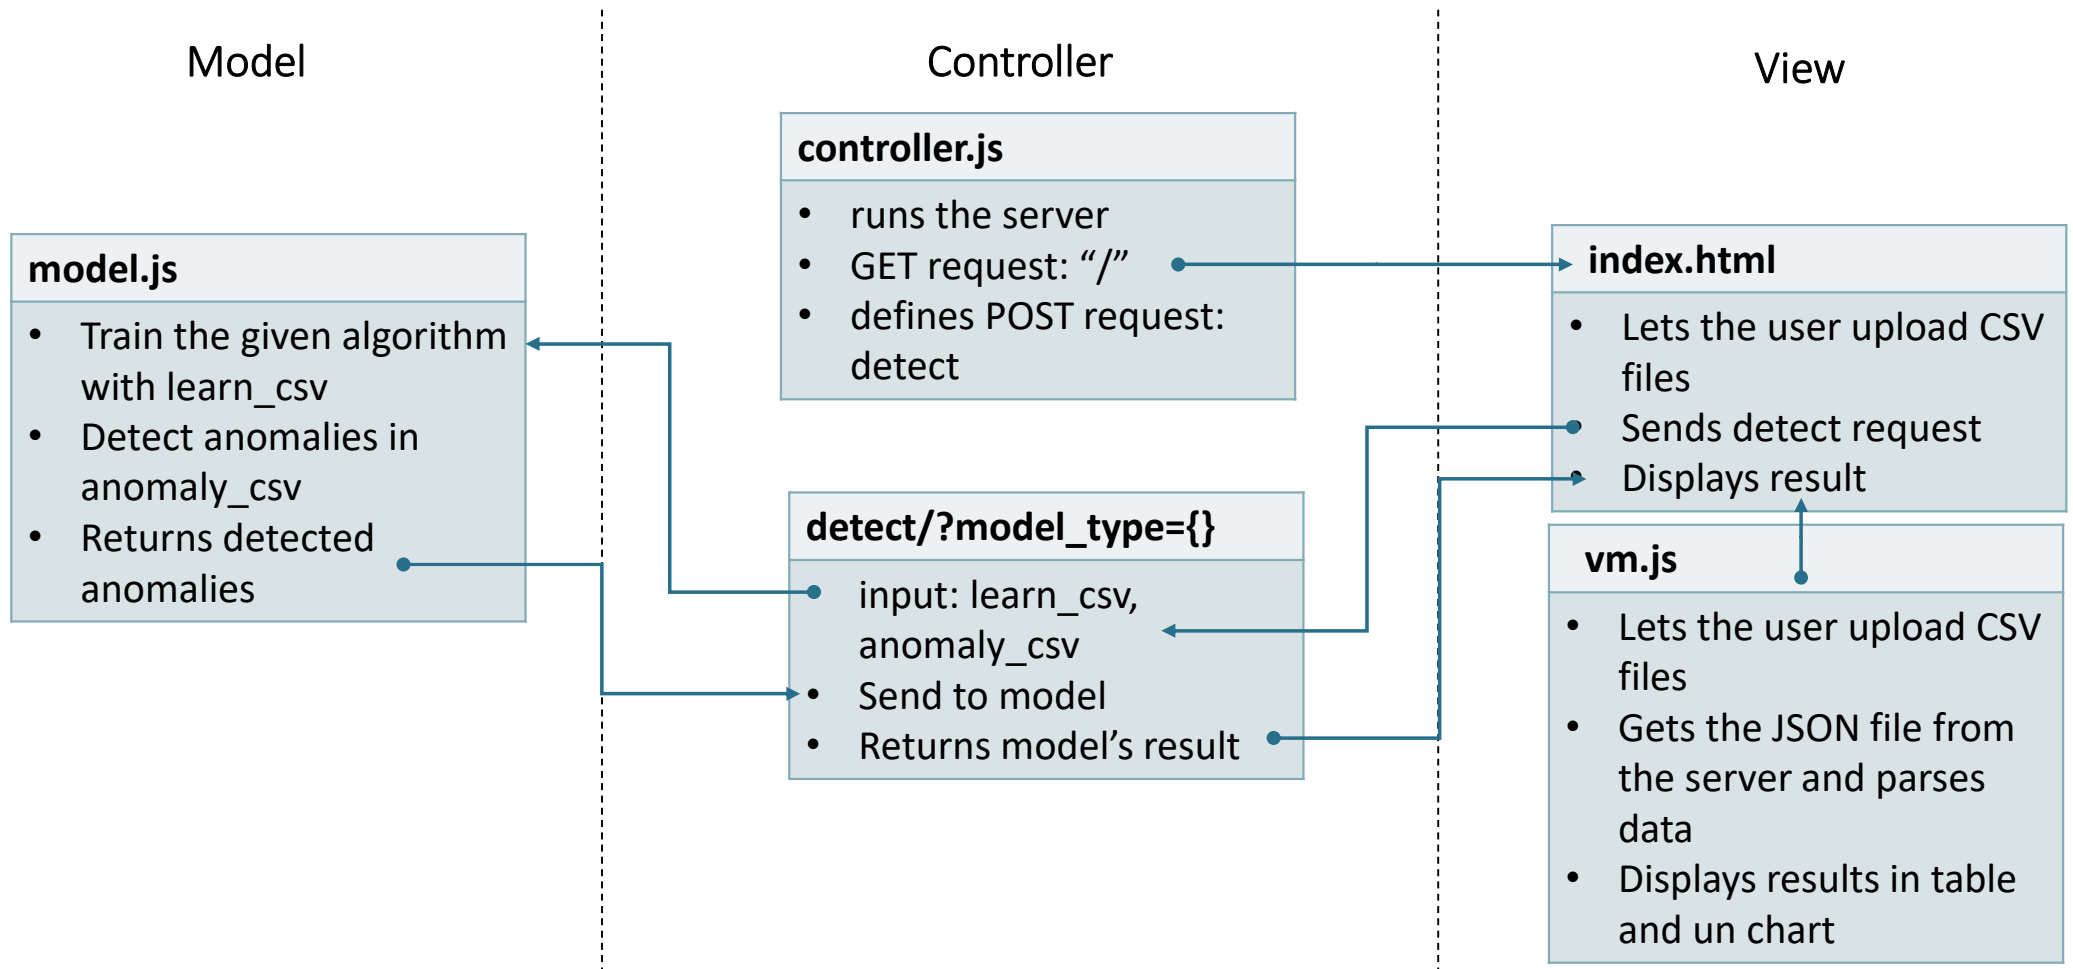 Model
Controller
View
model.js
• Train the given algorithm
with learn_csv
• Detect anomalies in
anomaly_csv
• Returns detected
anomalies
controller.js
• runs the server
• GET request: “/”
• defines POST request:
detect
detect/?model_type={}
input: learn_csv,
anomaly_csv
• Send to model
• Returns model’s result
index.html
• Lets the user upload CSV
files
• Sends detect request
• Displays result
vm.js
• Lets the user upload CSV
files
• Gets the JSON file from
the server and parses
data
• Displays results in table
and un chart